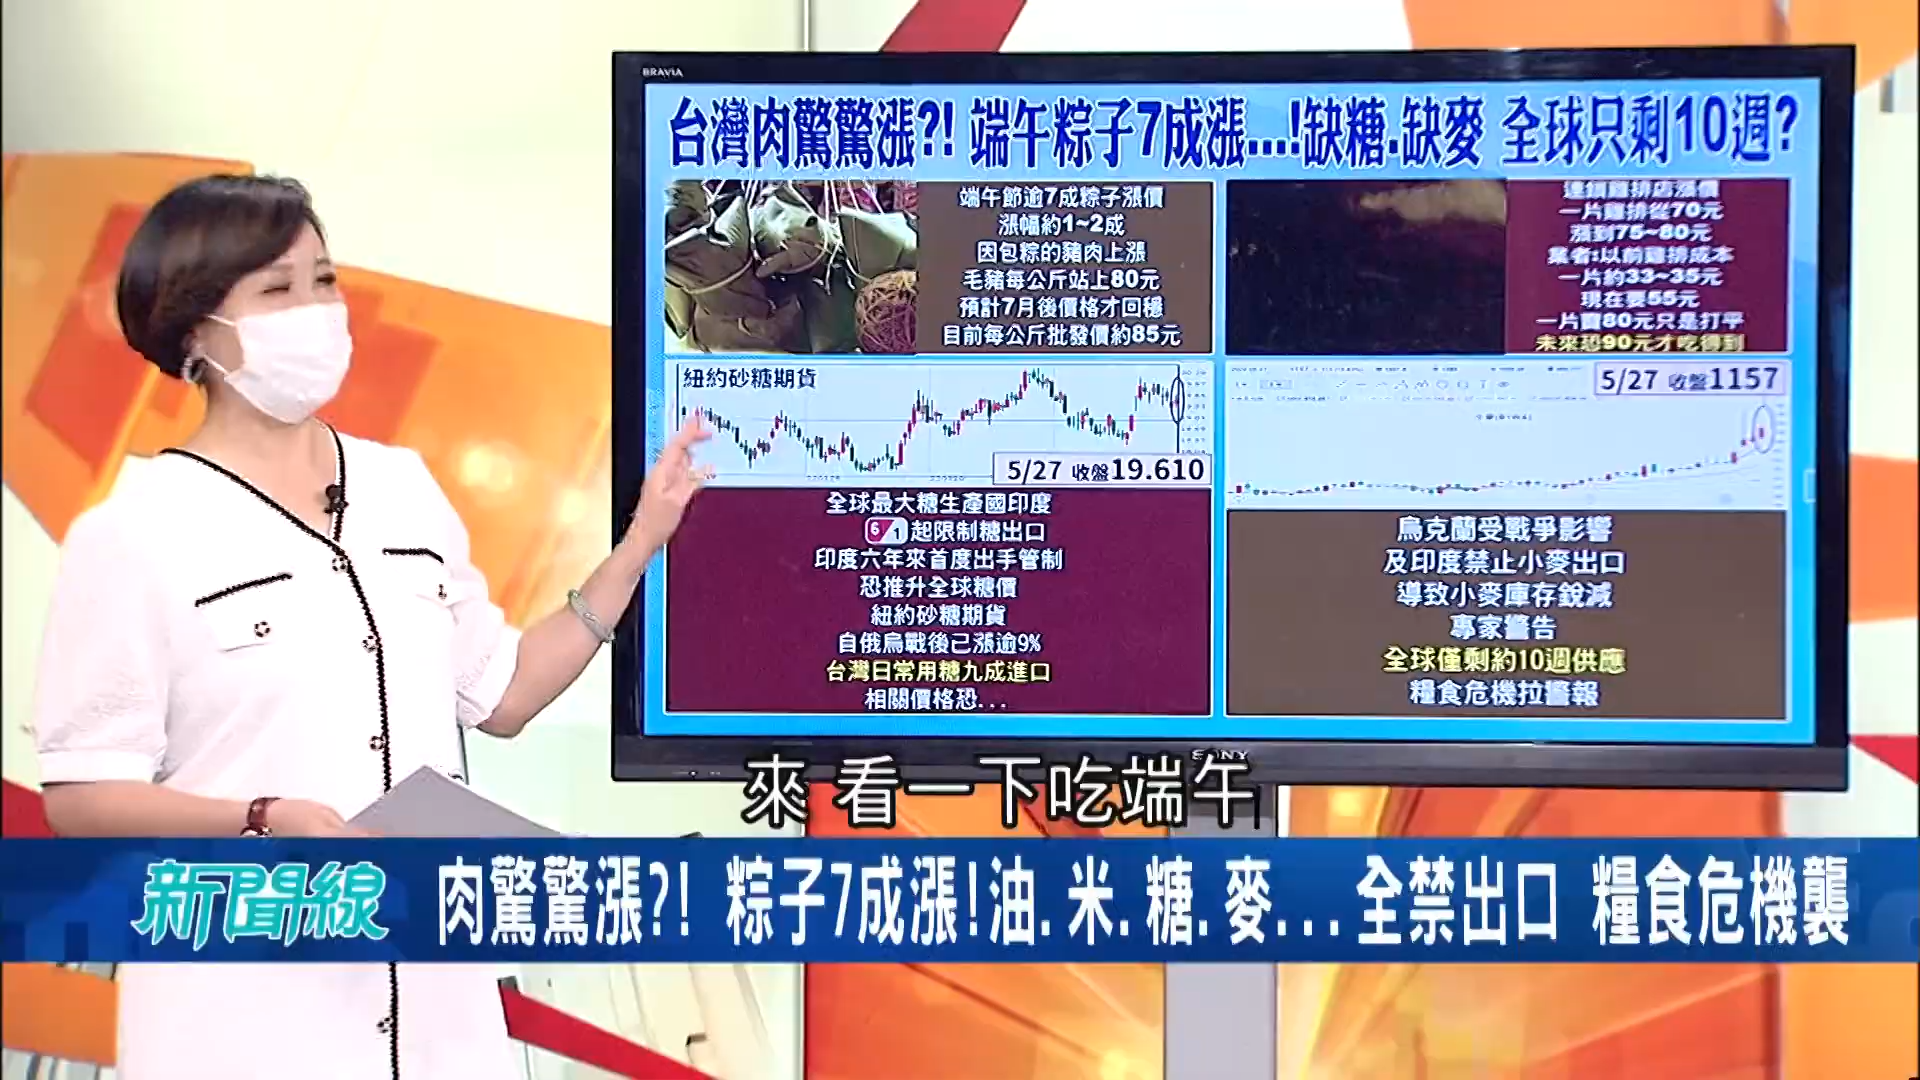 BRAVIA
台灣肉驚驚漲?! 端午粽子7成漲...!缺糖.缺麥 全球只剩10週?
端午節逾7成粽子漲價
漲幅約1~2成
因包粽的豬肉上漲
毛豬每公斤站上80元
預計7月後價格才回穩
目前每公斤批發價約85元
連鎖雞排店漲價
一片雞排從70元
漲到75~80元
業者:以前雞排成本
一片約33~35元
現在要55元
一片賣80元只是打平
未來恐90元才吃得到
紐約砂糖期貨
5/27 收盤19.610
全球最大糖生產國印度
6/1起限制糖出口
印度六年來首度出手管制
恐推升全球糖價
紐約砂糖期貨
自俄烏戰後已漲逾9%
台灣日常用糖九成進口
相關價格恐...
5/27 收盤1157
烏克蘭受戰爭影響
及印度禁止小麥出口
導致小麥庫存銳減
專家警告
全球僅剩約10週供應
糧食危機拉警報
SONY
來 看一下吃端午
新聞線
肉驚驚漲?! 粽子7成漲!油.米.糖.麥...全禁出口 糧食危機襲